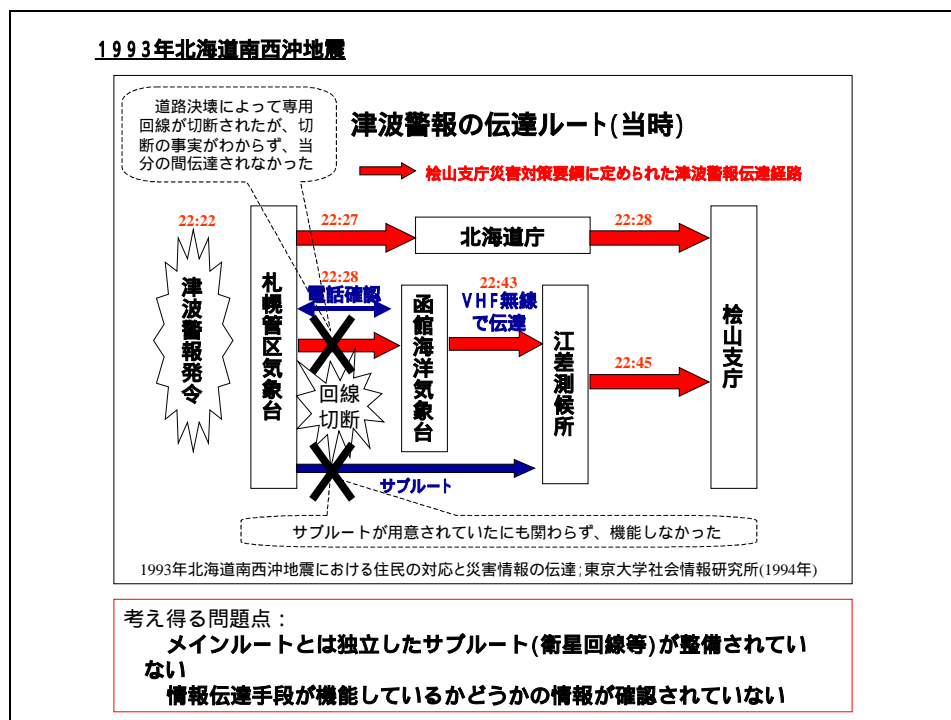 1993年北海道南西沖地震
道路決壊によって専用
回線が切断されたが、切
断の事実がわからず、当
分の間伝達されなかった
津波警報の伝達ルート(当時)
桧山支庁災害対策要綱に定められた津波警報伝達経路
22:22
22:27
22:28
津波警報発令
札幌管区気象台
北海道庁
桧山支庁
22:28
電話確認
22:43
VHF無線
で伝達
函館海洋気象台
江差測候所
22:45
回線
切断
サブルート
サブルートが用意されていたにも関わらず、機能しなかった
1993年北海道南西沖地震における住民の対応と災害情報の伝達;東京大学社会情報研究所(1994年)
考え得る問題点：
メインルートとは独立したサブルート(衛星回線等)が整備されてい
ない
情報伝達手段が機能しているかどうかの情報が確認されていない